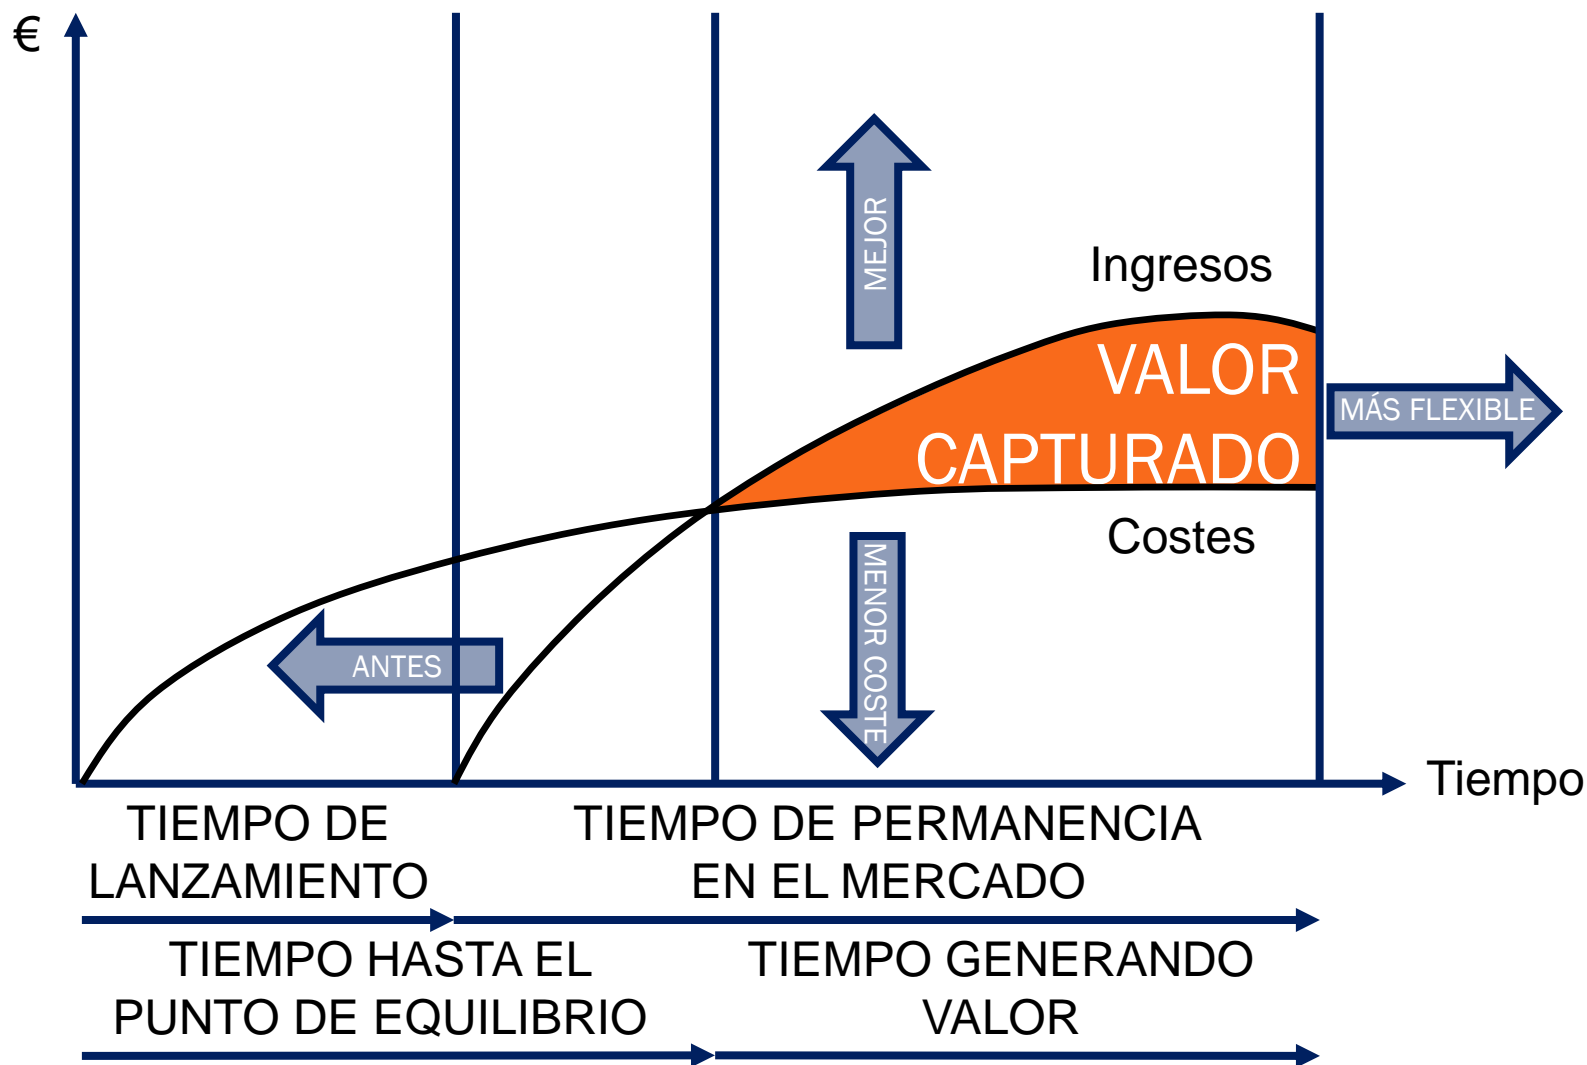 €
MEJOR
Ingresos
VALOR
CAPTURADO
MÁS FLEXIBLE
Costes
MENOR COSTE
ANTES
Tiempo
TIEMPO DE
LANZAMIENTO
TIEMPO DE PERMANENCIA
EN EL MERCADO
TIEMPO HASTA EL
PUNTO DE EQUILIBRIO
TIEMPO GENERANDO
VALOR